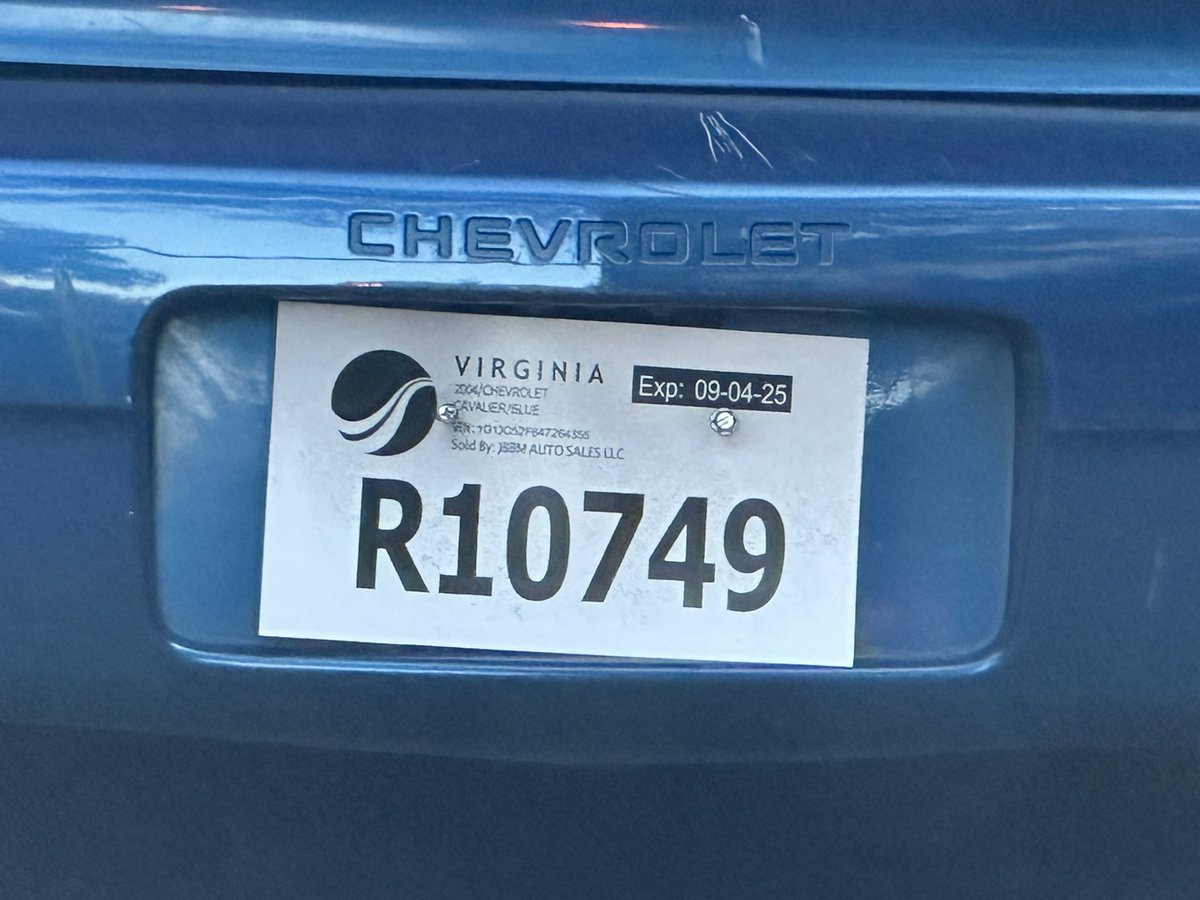 CHEVROLET
VIRGINIA
Exp: 09-04-25
2004/CHEVROLET
CAVALIER/BLUE
Sold By: JBBM AUTO SALES LLC
R10749